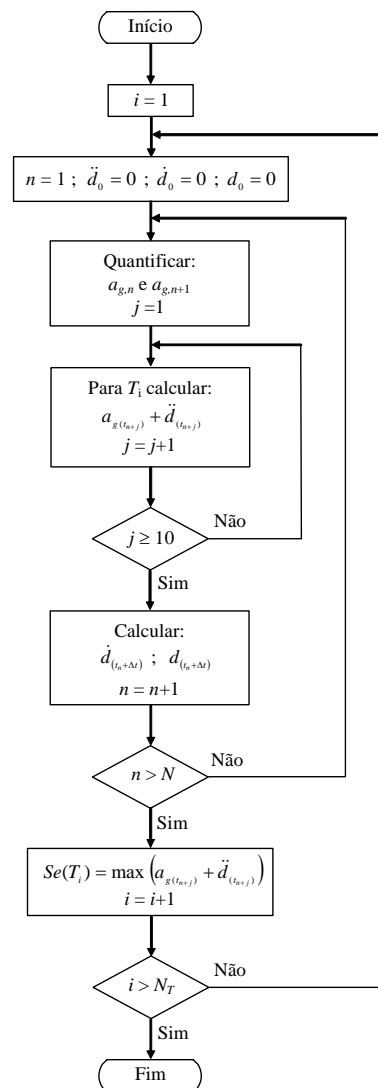 Início
i = 1
n = 1 ; d̈₀ = 0 ; ḋ₀ = 0 ; d₀ = 0
Quantificar:
a_{g,n} e a_{g,n+1}
j =1
Para T_i calcular:
a_{g(t_{n+j})} + d̈_{(t_{n+j})}
j = j+1
Não
j ≥ 10
Sim
Calcular:
ḋ_{(t_n+Δt)} ; d_{(t_n+Δt)}
n = n+1
Não
n > N
Sim
Se(T_i) = max (a_{g(t_{n+j})} + d̈_{(t_{n+j})})
i = i+1
Não
i > N_T
Sim
Fim